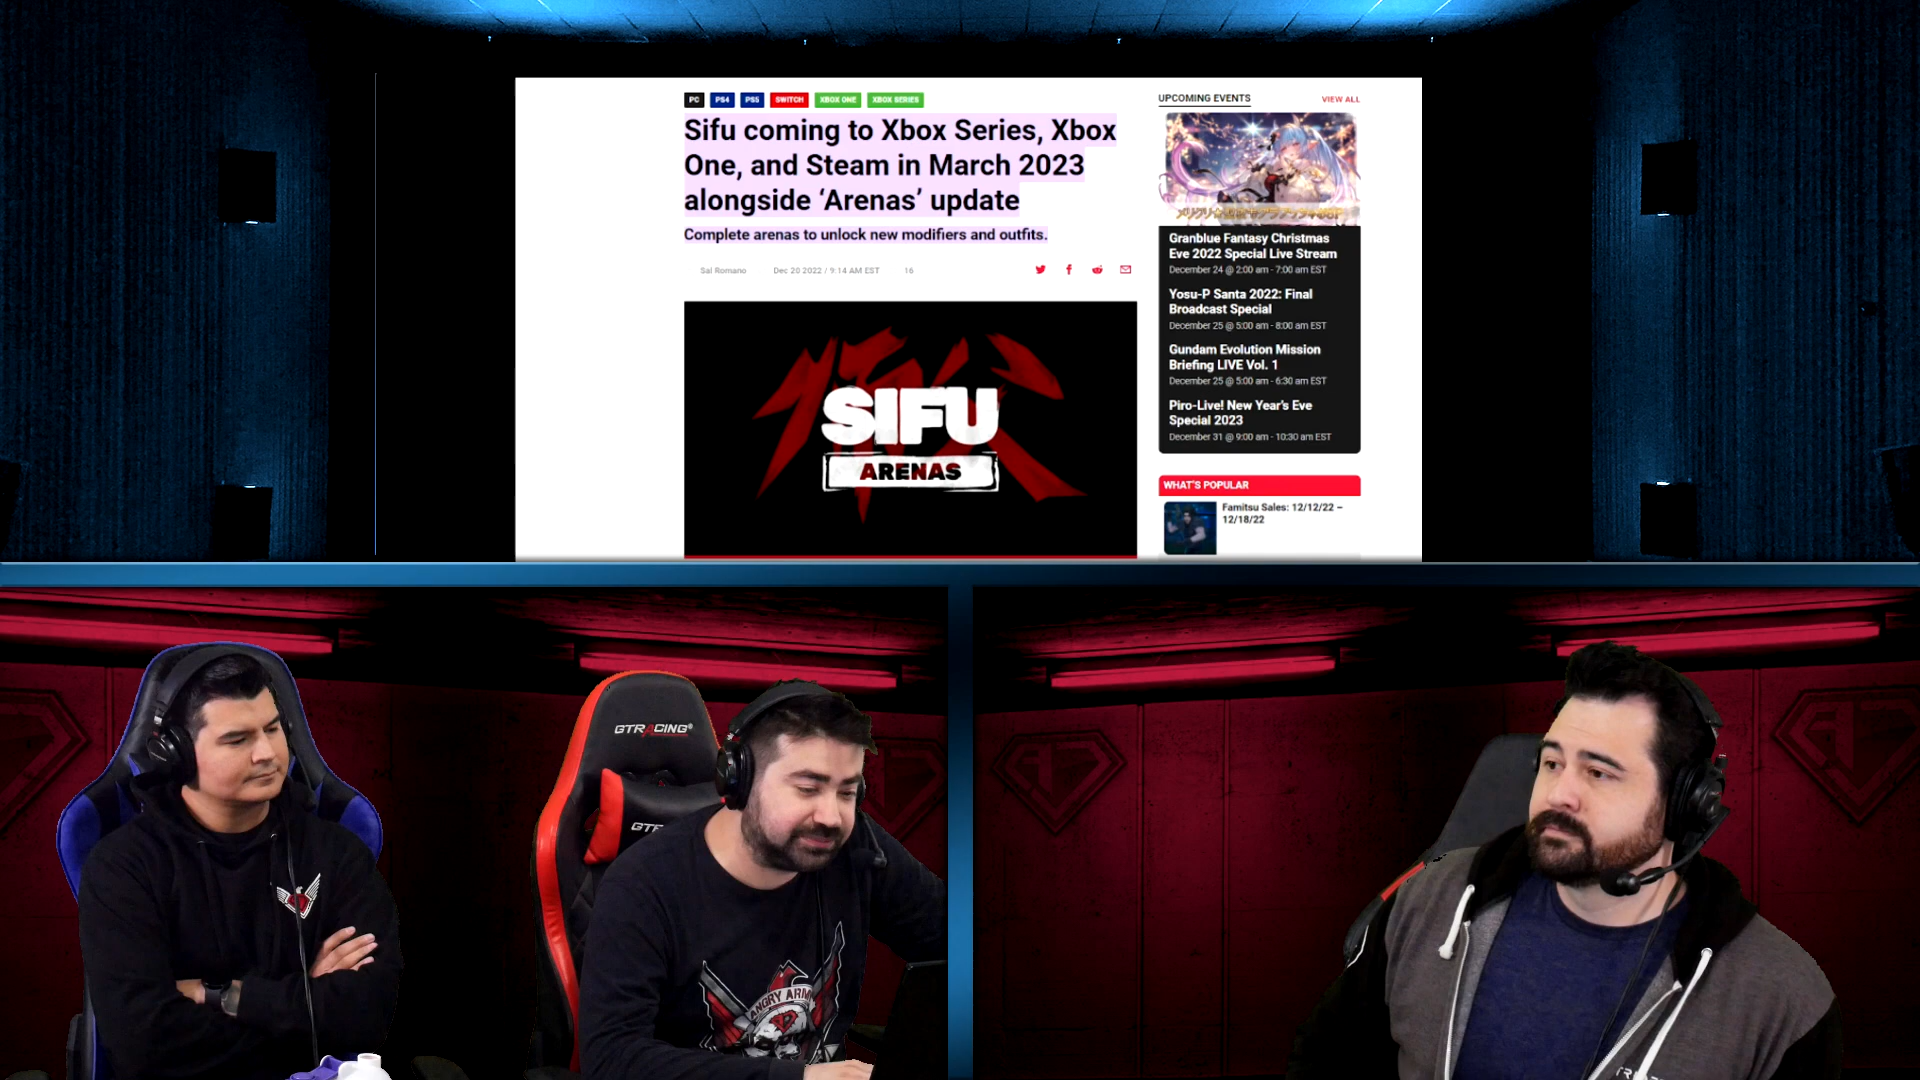 PC PS4 PS5 SWITCH XBOX ONE XBOX SERIES
Sifu coming to Xbox Series, Xbox
One, and Steam in March 2023
alongside ‘Arenas’ update
Complete arenas to unlock new modifiers and outfits.
Sal Romano Dec 20 2022 / 9:14 AM EST 16
師父
SIFU
ARENAS
UPCOMING EVENTS VIEW ALL
Granblue Fantasy Christmas
Eve 2022 Special Live Stream
December 24 @ 2:00 am - 7:00 am EST
Yosu-P Santa 2022: Final
Broadcast Special
December 25 @ 5:00 am - 8:00 am EST
Gundam Evolution Mission
Briefing LIVE Vol. 1
December 25 @ 5:00 am - 6:30 am EST
Piro-Live! New Year's Eve
Special 2023
December 31 @ 9:00 am - 10:30 am EST
WHAT'S POPULAR
Famitsu Sales: 12/12/22 –
12/18/22
GTRACING®
GTR
ANGRY ARM